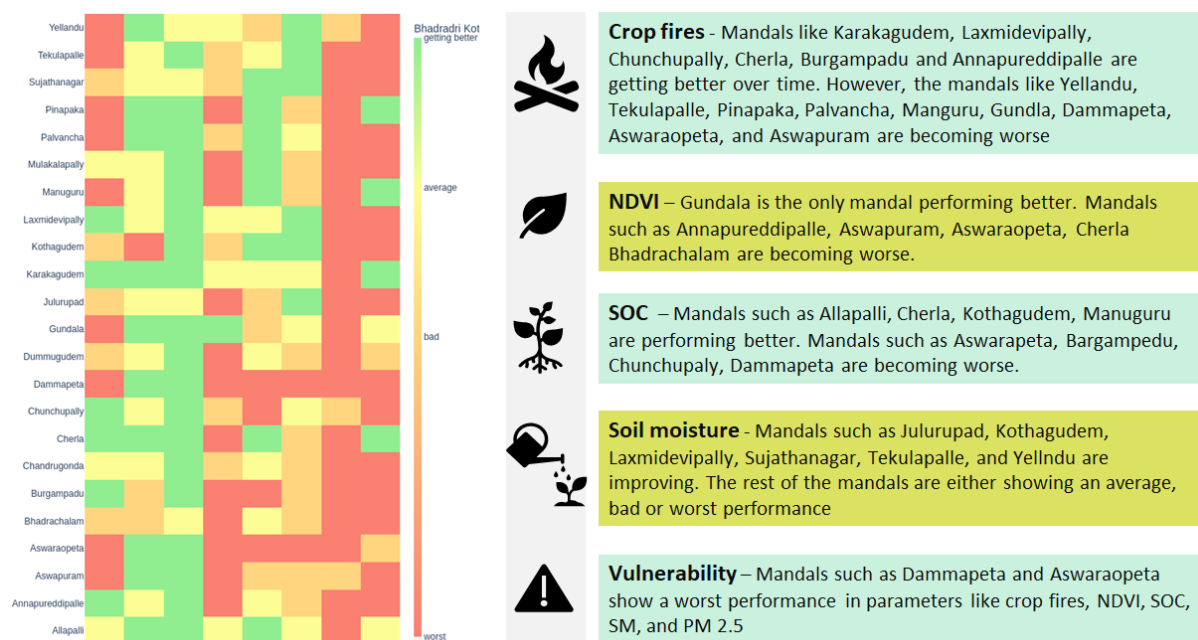 Yellandu
Tekulapalle
Sujathanagar
Pinapaka
Palvancha
Mulakalapally
Manuguru
Laxmidevipally
Kothagudem
Karakagudem
Julurupad
Gundala
Dummugudem
Dammapeta
Chunchupally
Cherla
Chandrugonda
Burgampadu
Bhadrachalam
Aswaraopeta
Aswapuram
Annapureddipalle
Allapalli
Bhadradri Kot
getting better
average
bad
worst
Crop fires - Mandals like Karakagudem, Laxmidevipally,
Chunchupally, Cherla, Burgampadu and Annapureddipalle are
getting better over time. However, the mandals like Yellandu,
Tekulapalle, Pinapaka, Palvancha, Manguru, Gundla, Dammapeta,
Aswaraopeta, and Aswapuram are becoming worse
NDVI – Gundala is the only mandal performing better. Mandals
such as Annapureddipalle, Aswapuram, Aswaraopeta, Cherla
Bhadrachalam are becoming worse.
SOC – Mandals such as Allapalli, Cherla, Kothagudem, Manuguru
are performing better. Mandals such as Aswarapeta, Bargampedu,
Chunchupaly, Dammapeta are becoming worse.
Soil moisture - Mandals such as Julurupad, Kothagudem,
Laxmidevipally, Sujathanagar, Tekulapalle, and Yellndu are
improving. The rest of the mandals are either showing an average,
bad or worst performance
Vulnerability – Mandals such as Dammapeta and Aswaraopeta
show a worst performance in parameters like crop fires, NDVI, SOC,
SM, and PM 2.5